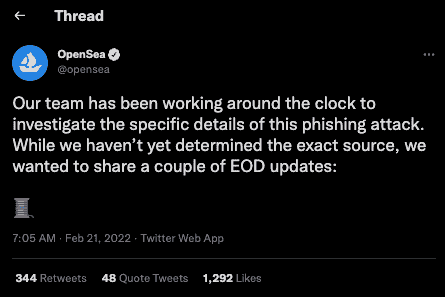 ← Thread
OpenSea
@opensea
Our team has been working around the clock to
investigate the specific details of this phishing attack.
While we haven’t yet determined the exact source, we
wanted to share a couple of EOD updates:
🧵
7:05 AM · Feb 21, 2022 · Twitter Web App
344 Retweets 48 Quote Tweets 1,292 Likes